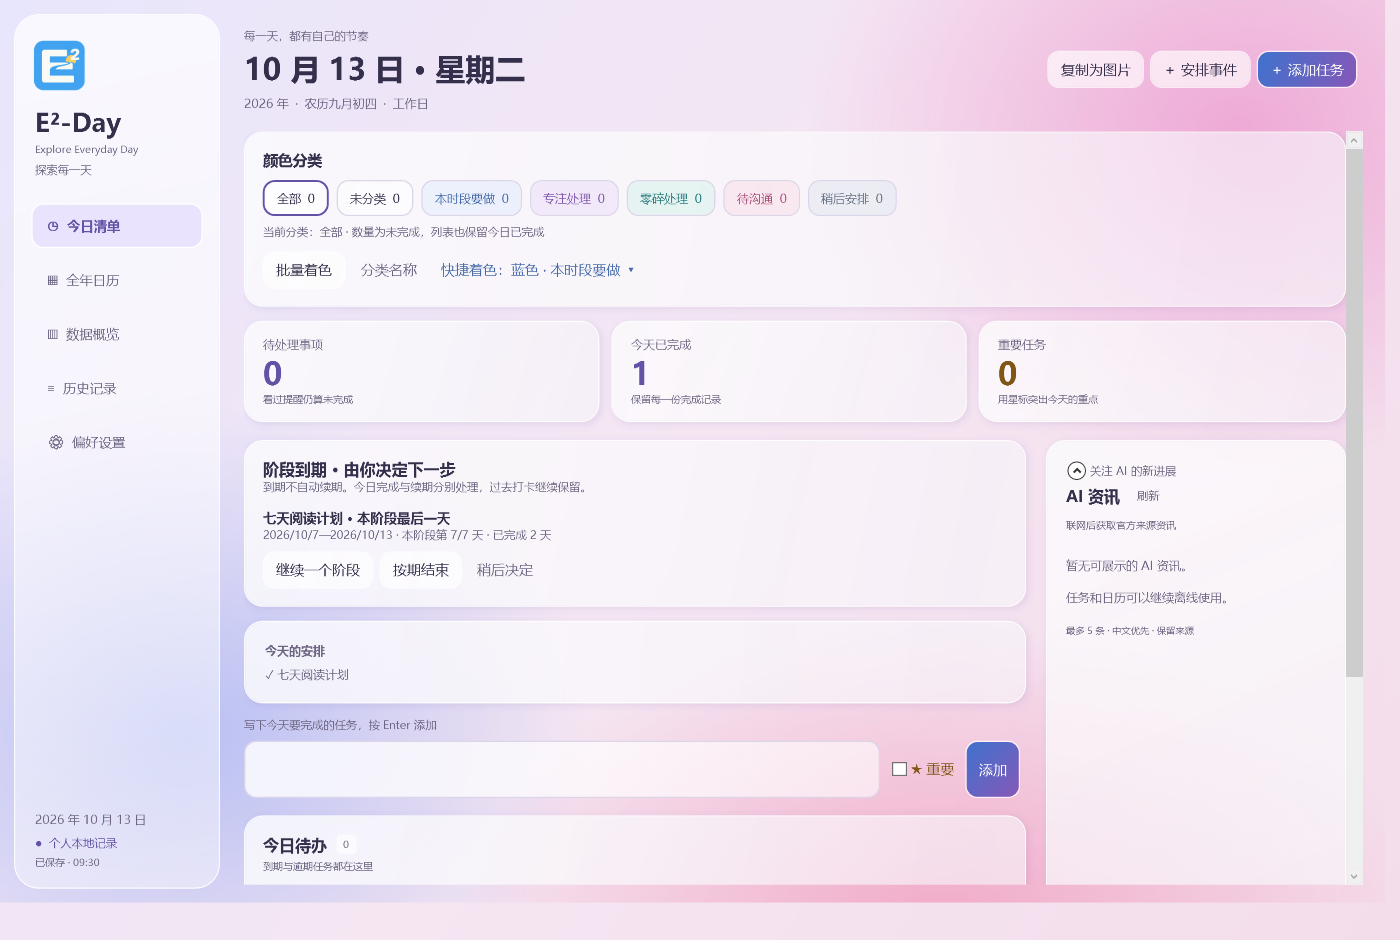 E²
E²-Day
Explore Everyday Day
探索每一天
今日清单
全年日历
数据概览
历史记录
偏好设置
2026 年 10 月 13 日
● 个人本地记录
已保存 · 09:30
每一天，都有自己的节奏
10 月 13 日 • 星期二
2026 年 · 农历九月初四 · 工作日
复制为图片
+ 安排事件
+ 添加任务
颜色分类
全部 0
未分类 0
本时段要做 0
专注处理 0
零碎处理 0
待沟通 0
稍后安排 0
当前分类：全部 · 数量为未完成，列表也保留今日已完成
批量着色
分类名称
快捷着色：蓝色 · 本时段要做 ▾
待处理事项
0
看过提醒仍算未完成
今天已完成
1
保留每一份完成记录
重要任务
0
用星标突出今天的重点
阶段到期 • 由你决定下一步
到期不自动续期。今日完成与续期分别处理，过去打卡继续保留。
七天阅读计划 • 本阶段最后一天
2026/10/7—2026/10/13 · 本阶段第 7/7 天 · 已完成 2 天
继续一个阶段
按期结束
稍后决定
今天的安排
✓ 七天阅读计划
写下今天要完成的任务，按 Enter 添加
★ 重要
添加
今日待办 0
到期与逾期任务都在这里
关注 AI 的新进展
AI 资讯 刷新
联网后获取官方来源资讯
暂无可展示的 AI 资讯。
任务和日历可以继续离线使用。
最多 5 条 · 中文优先 · 保留来源